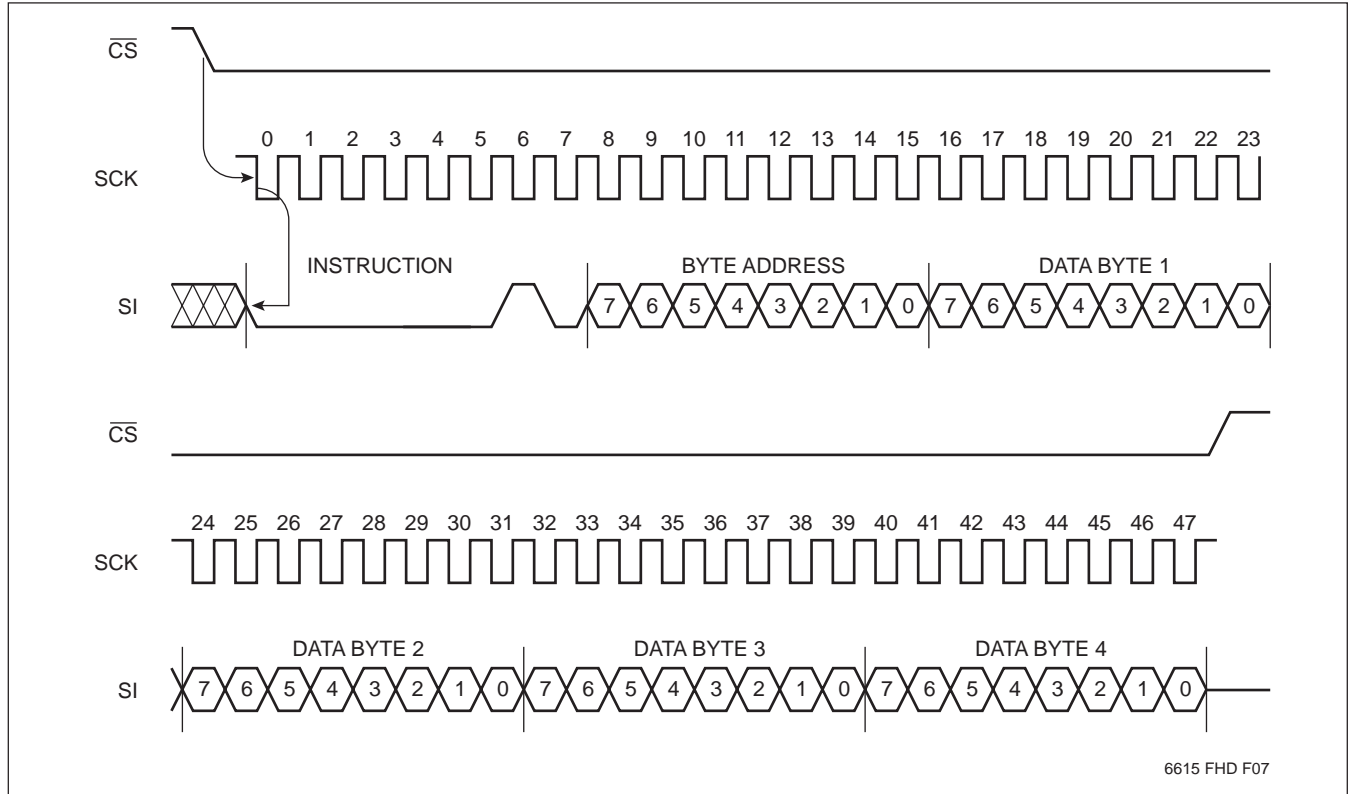 CS
0 1 2 3 4 5 6 7 8 9 10 11 12 13 14 15 16 17 18 19 20 21 22 23
SCK
INSTRUCTION BYTE ADDRESS DATA BYTE 1
SI 7 6 5 4 3 2 1 0 7 6 5 4 3 2 1 0
CS
24 25 26 27 28 29 30 31 32 33 34 35 36 37 38 39 40 41 42 43 44 45 46 47
SCK
DATA BYTE 2 DATA BYTE 3 DATA BYTE 4
SI 7 6 5 4 3 2 1 0 7 6 5 4 3 2 1 0 7 6 5 4 3 2 1 0
6615 FHD F07